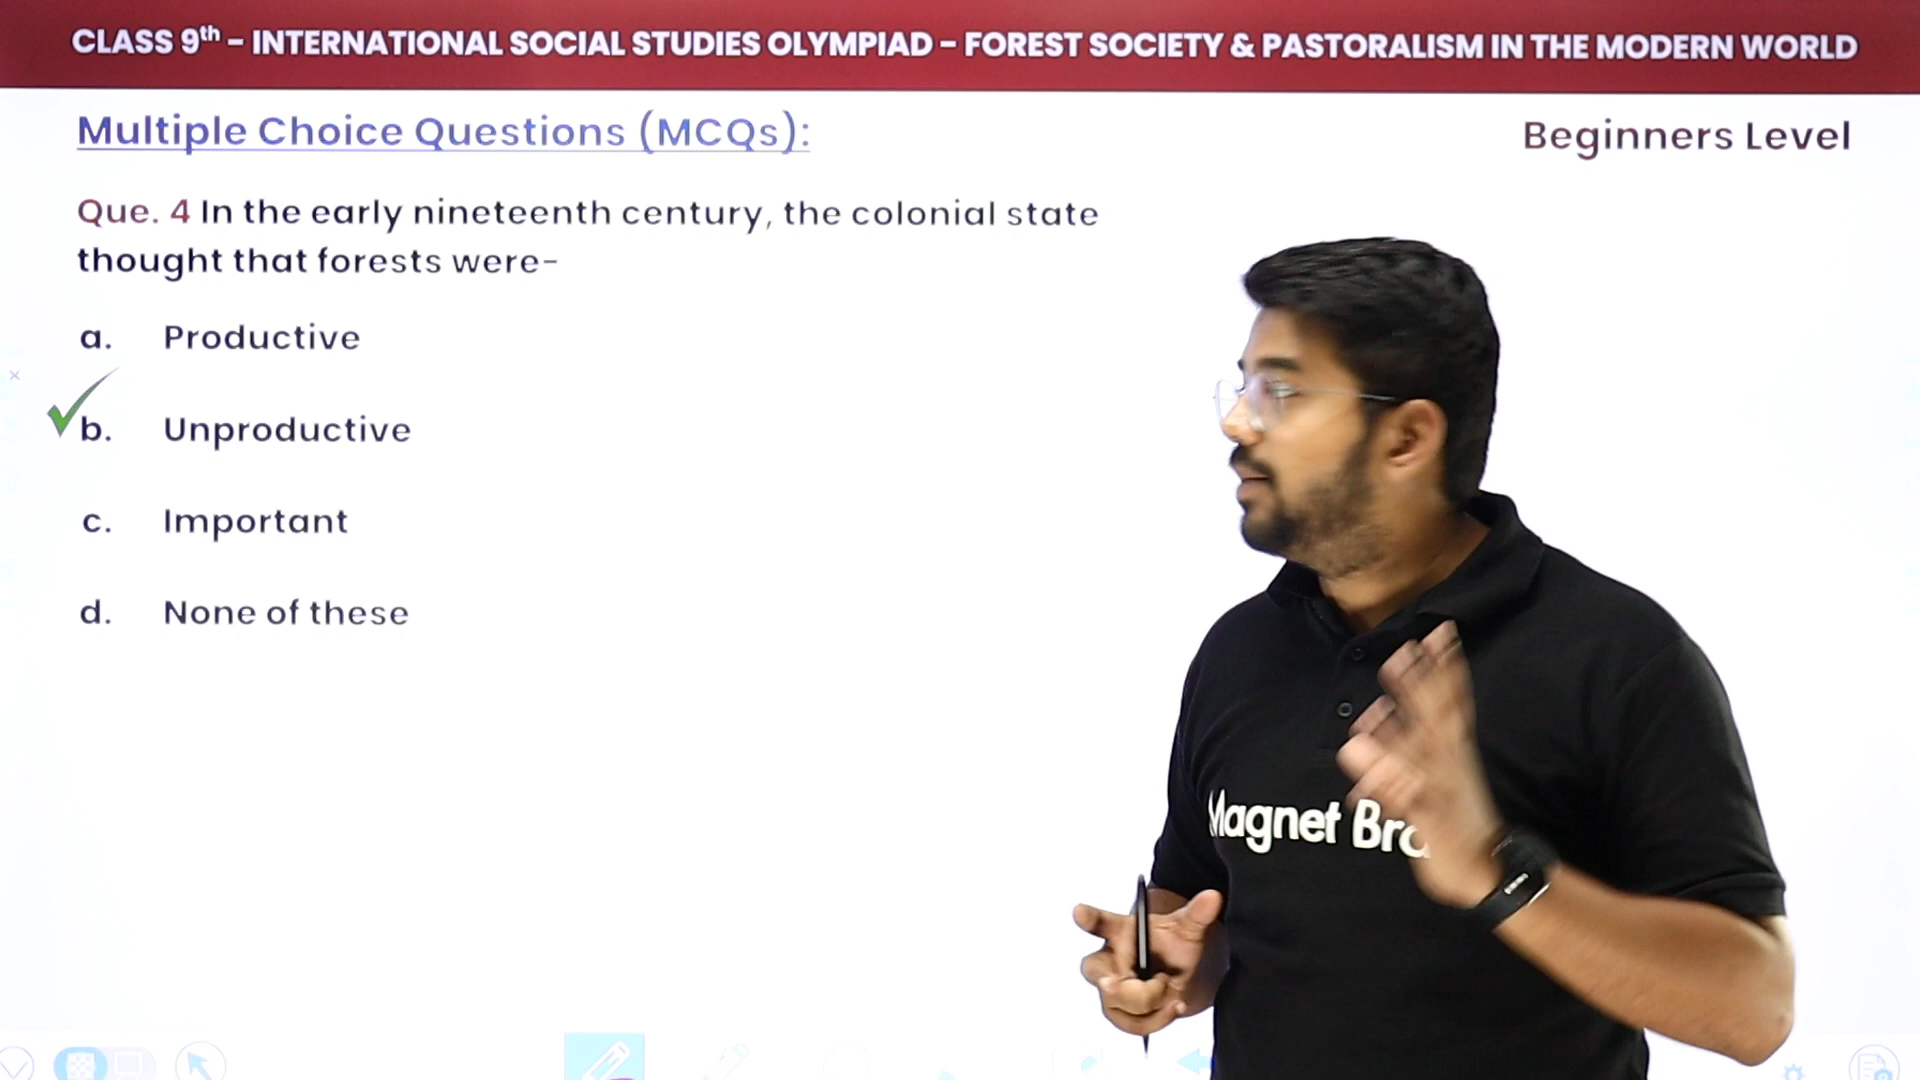 CLASS 9th – INTERNATIONAL SOCIAL STUDIES OLYMPIAD – FOREST SOCIETY & PASTORALISM IN THE MODERN WORLD
Multiple Choice Questions (MCQs):
Beginners Level
Que. 4 In the early nineteenth century, the colonial state
thought that forests were-
a. Productive
b. Unproductive
c. Important
d. None of these
Magnet